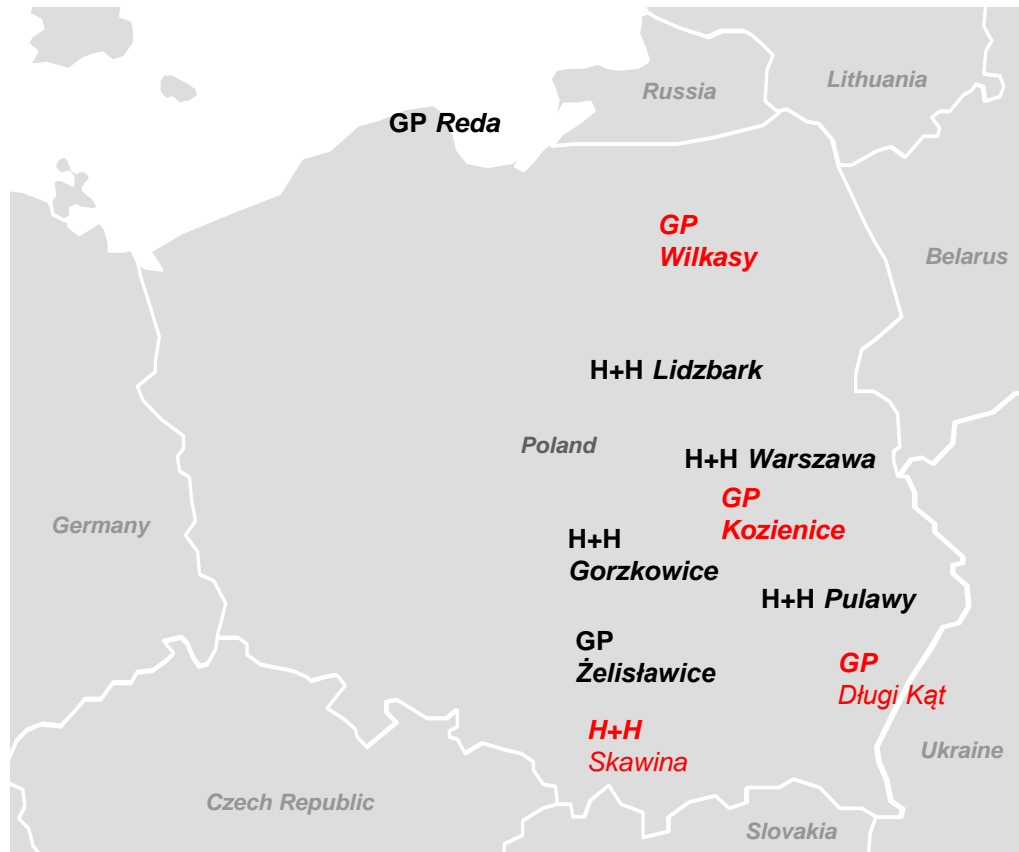 Lithuania
Russia
GP Reda
GP
Wilkasy
Belarus
H+H Lidzbark
Poland
H+H Warszawa
GP
Kozienice
Germany
H+H
Gorzkowice
H+H Pulawy
GP
Żelisławice
GP
Długi Kąt
H+H
Skawina
Ukraine
Czech Republic
Slovakia